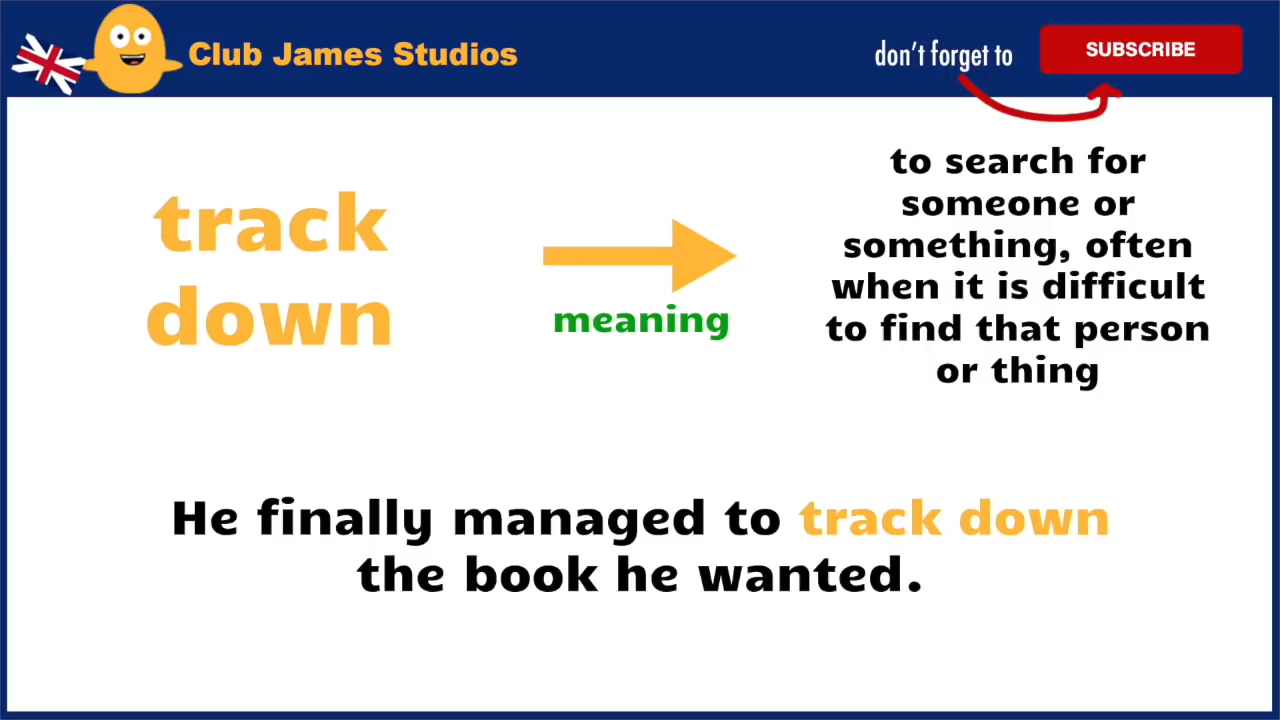 Club James Studios
don't forget to
SUBSCRIBE
track
down
meaning
to search for
someone or
something, often
when it is difficult
to find that person
or thing
He finally managed to track down
the book he wanted.